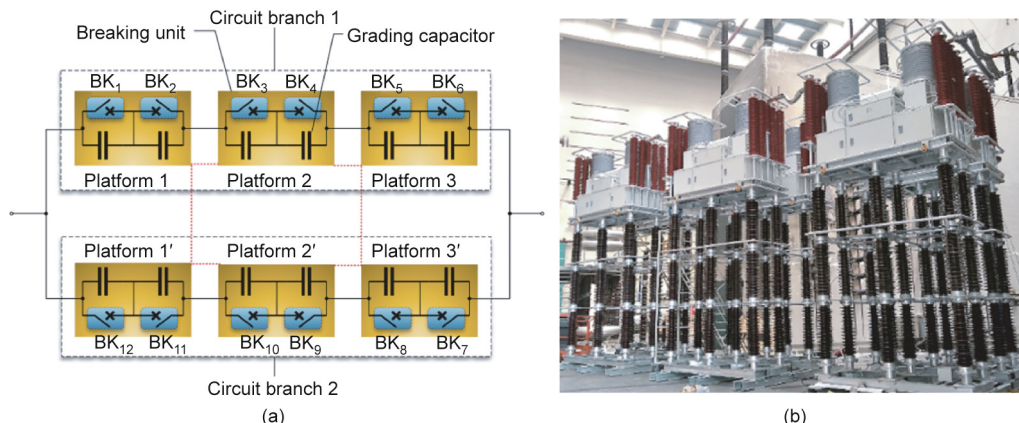 Circuit branch 1
Breaking unit
Grading capacitor
BK₁ BK₂ BK₃ BK₄ BK₅ BK₆
Platform 1 Platform 2 Platform 3
Platform 1′ Platform 2′ Platform 3′
BK₁₂ BK₁₁ BK₁₀ BK₉ BK₈ BK₇
Circuit branch 2
(a) (b)